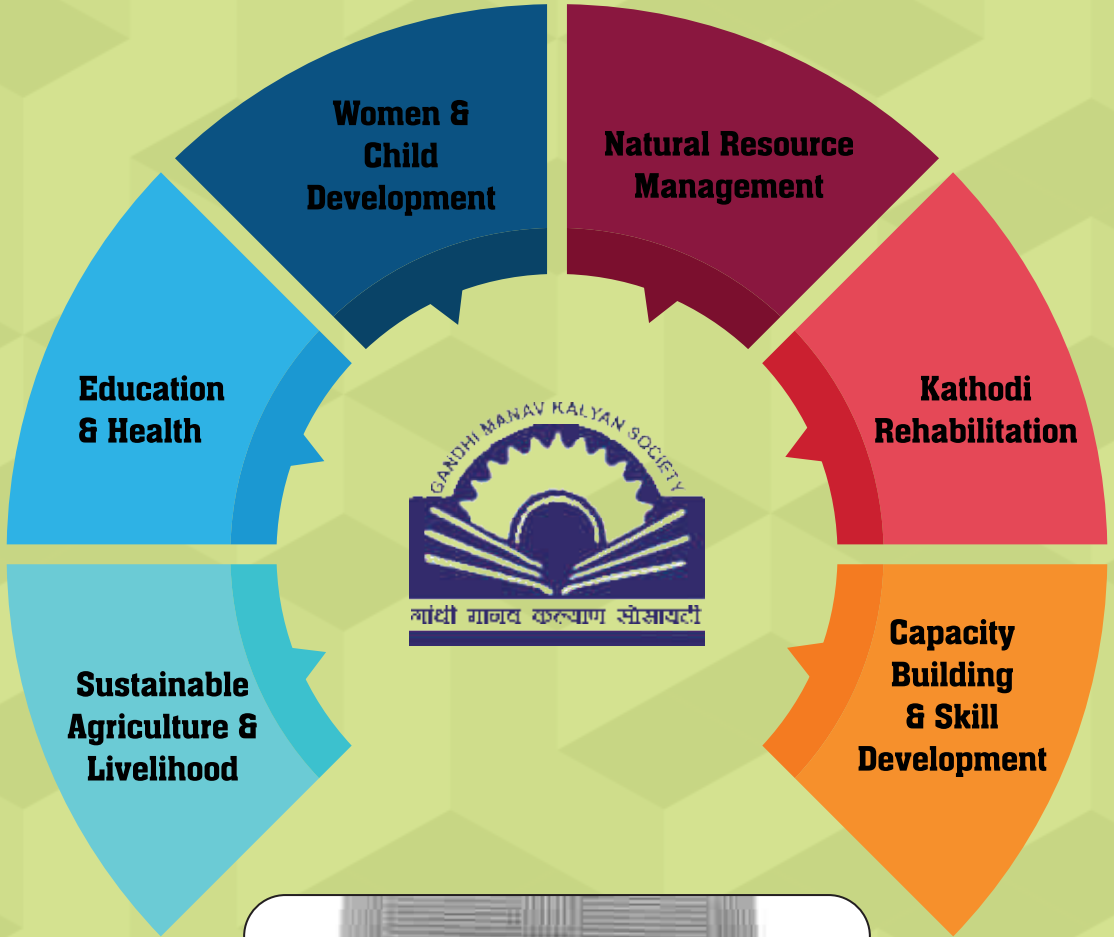 Women &
Child
Development
Natural Resource
Management
Education
& Health
Kathodi
Rehabilitation
GANDHI MANAV KALYAN SOCIETY
गांधी मानव कल्याण सोसायटी
Sustainable
Agriculture &
Livelihood
Capacity
Building
& Skill
Development